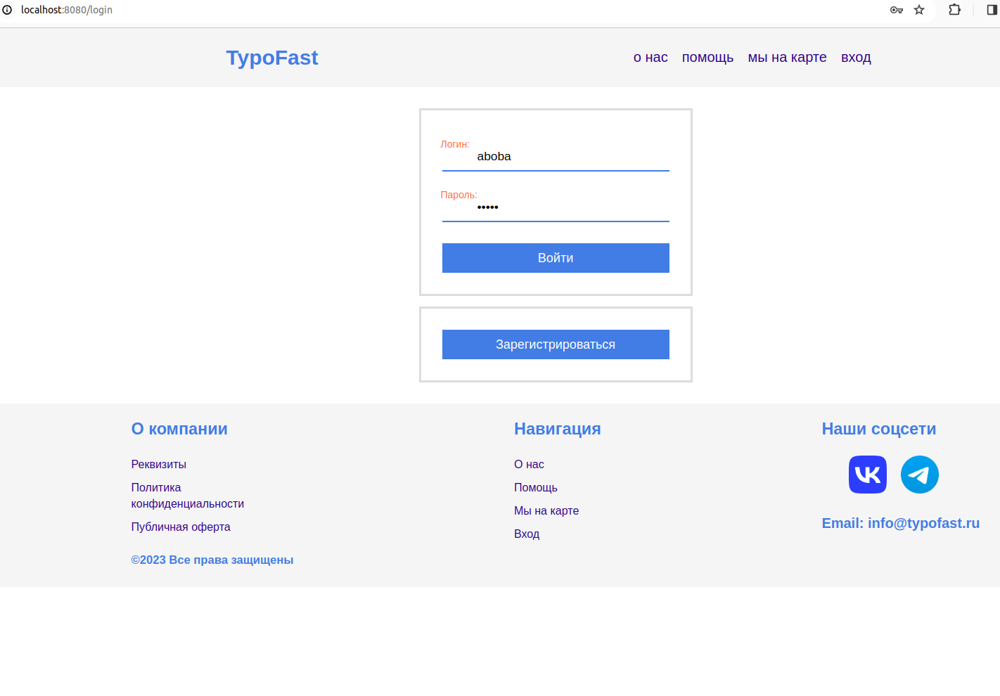 localhost:8080/login
TypoFast
о нас помощь мы на карте вход
Логин:
aboba
Пароль:
•••••
Войти
Зарегистрироваться
О компании
Реквизиты
Политика
конфиденциальности
Публичная оферта
©2023 Все права защищены
Навигация
О нас
Помощь
Мы на карте
Вход
Наши соцсети
Email: info@typofast.ru